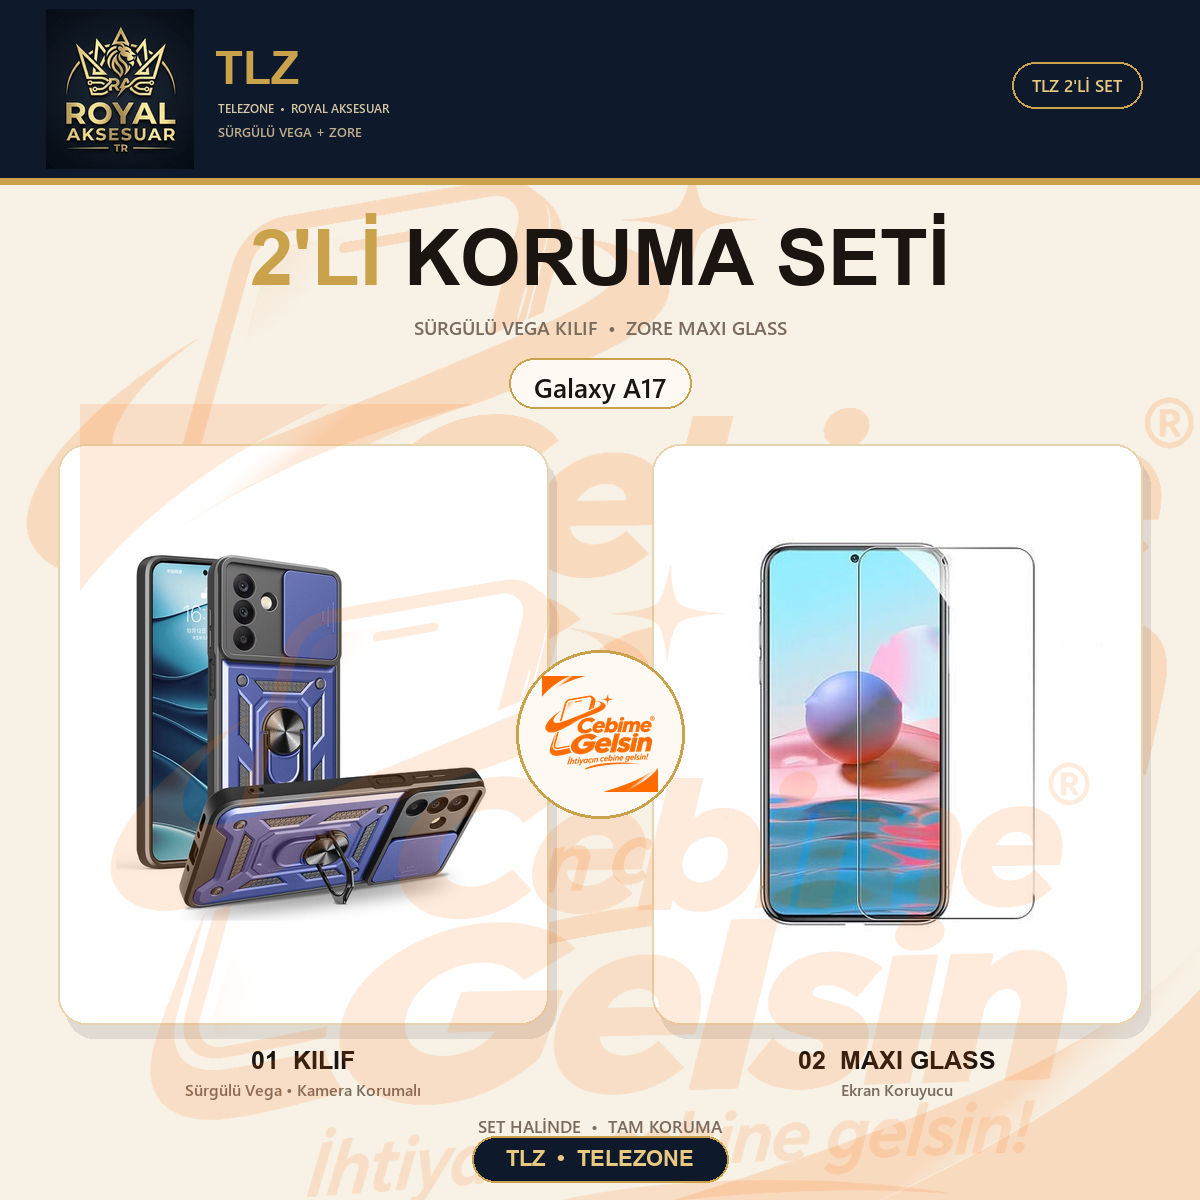 ROYAL
AKSESUAR
TR
TLZ
TELEZONE • ROYAL AKSESUAR
SÜRGÜLÜ VEGA + ZORE
TLZ 2'Lİ SET
2'Lİ KORUMA SETİ
SÜRGÜLÜ VEGA KILIF • ZORE MAXI GLASS
Galaxy A17
Cebime
Gelsin
İhtiyacın cebine gelsin!
01 KILIF
Sürgülü Vega • Kamera Korumalı
02 MAXI GLASS
Ekran Koruyucu
SET HALİNDE • TAM KORUMA
TLZ • TELEZONE
Cebime
Gelsin